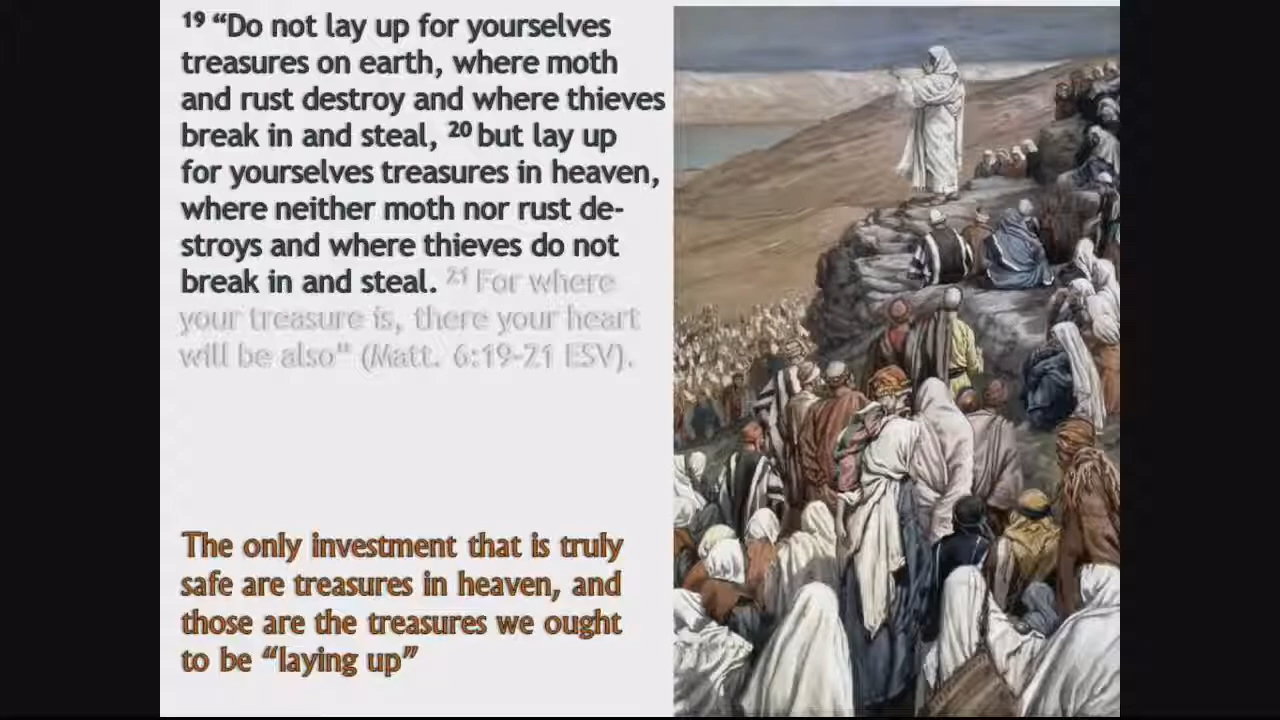 19 “Do not lay up for yourselves
treasures on earth, where moth
and rust destroy and where thieves
break in and steal, 20 but lay up
for yourselves treasures in heaven,
where neither moth nor rust de-
stroys and where thieves do not
break in and steal. 21 For where
your treasure is, there your heart
will be also" (Matt. 6:19-21 ESV).
The only investment that is truly
safe are treasures in heaven, and
those are the treasures we ought
to be “laying up”